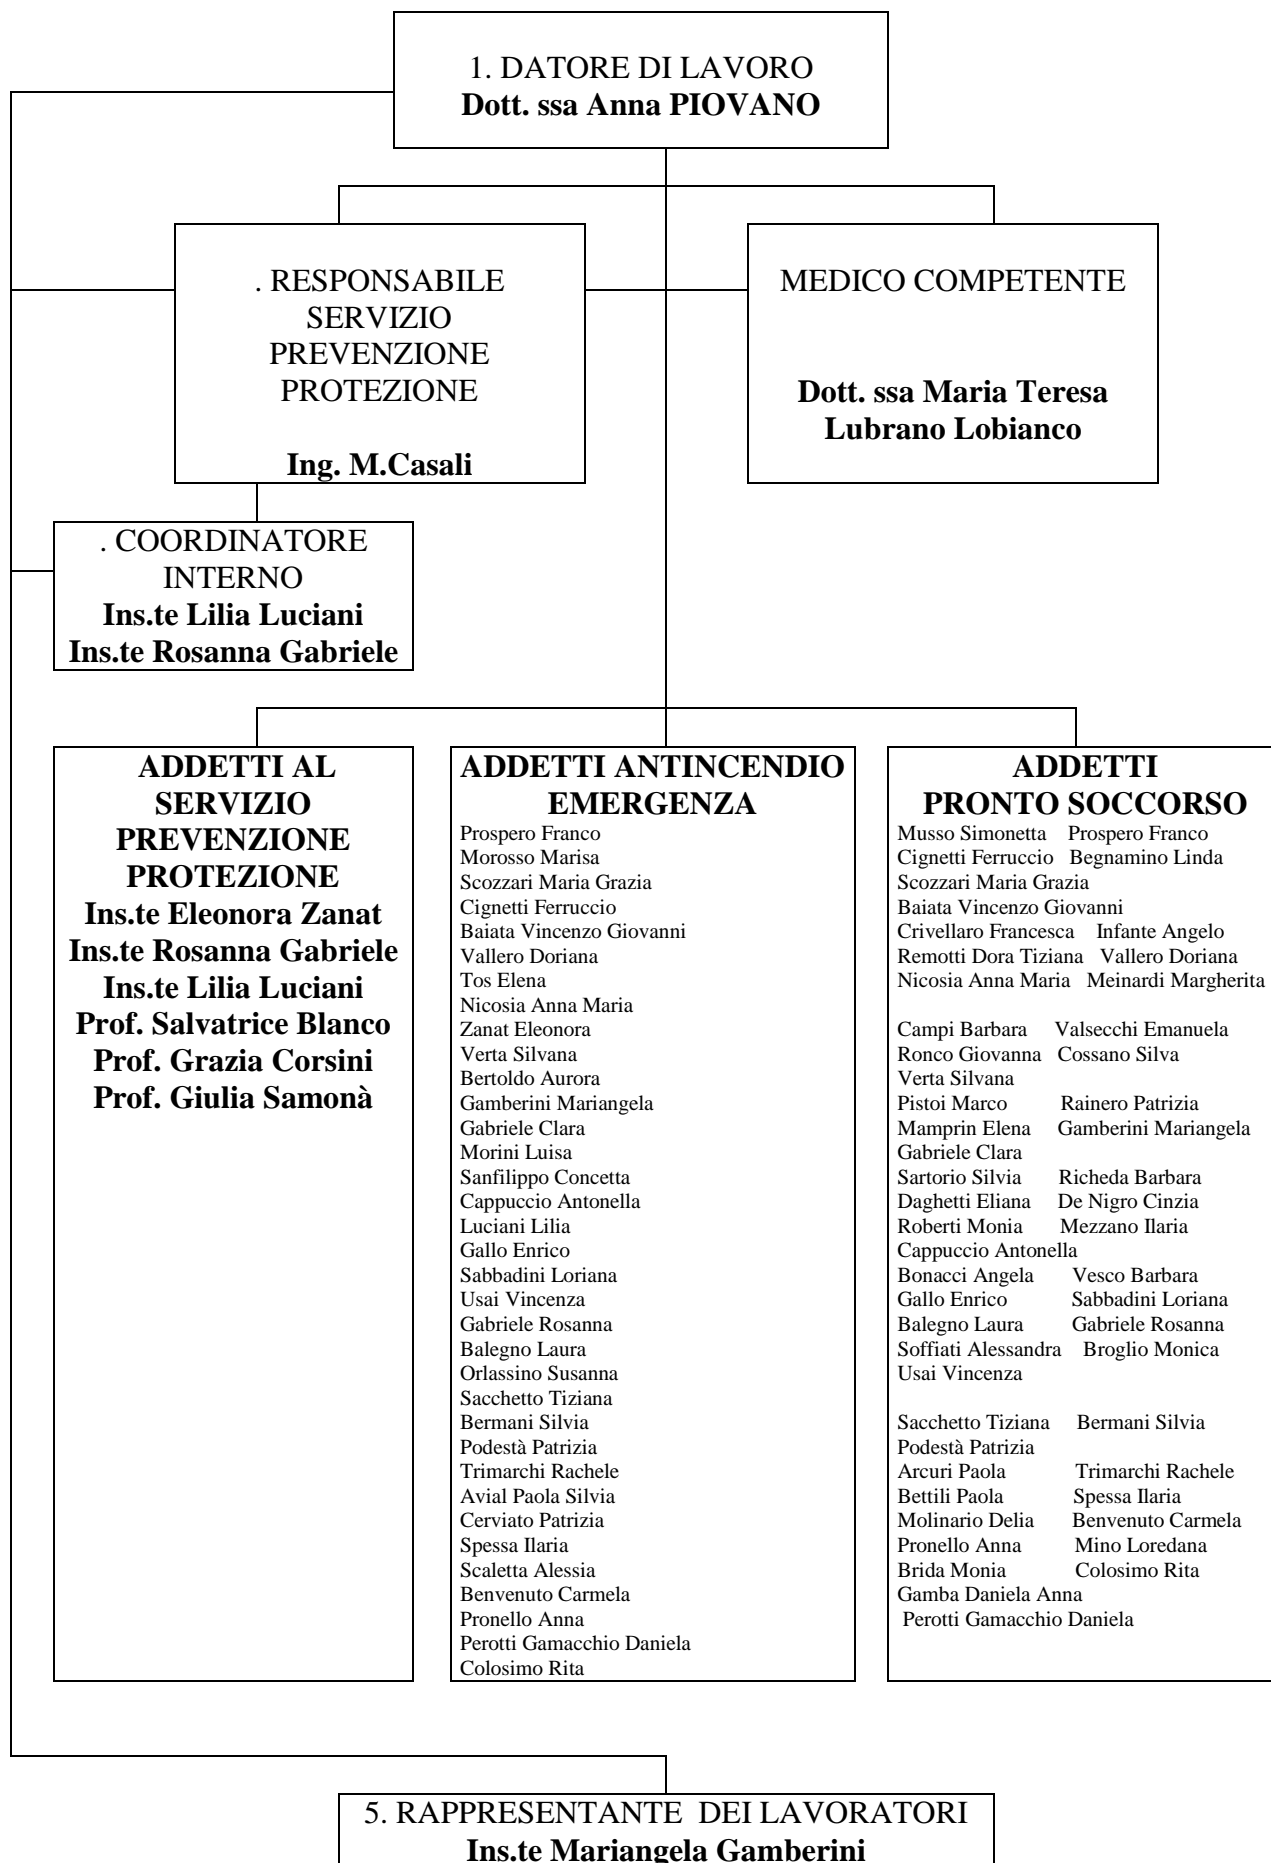 1. DATORE DI LAVORO
Dott. ssa Anna PIOVANO
. RESPONSABILE
SERVIZIO
PREVENZIONE
PROTEZIONE
Ing. M.Casali
MEDICO COMPETENTE
Dott. ssa Maria Teresa
Lubrano Lobianco
. COORDINATORE
INTERNO
Ins.te Lilia Luciani
Ins.te Rosanna Gabriele
ADDETTI AL
SERVIZIO
PREVENZIONE
PROTEZIONE
Ins.te Eleonora Zanat
Ins.te Rosanna Gabriele
Ins.te Lilia Luciani
Prof. Salvatrice Blanco
Prof. Grazia Corsini
Prof. Giulia Samonà
ADDETTI ANTINCENDIO
EMERGENZA
Prospero Franco
Morosso Marisa
Scozzari Maria Grazia
Cignetti Ferruccio
Baiata Vincenzo Giovanni
Vallero Doriana
Tos Elena
Nicosia Anna Maria
Zanat Eleonora
Verta Silvana
Bertoldo Aurora
Gamberini Mariangela
Gabriele Clara
Morini Luisa
Sanfilippo Concetta
Cappuccio Antonella
Luciani Lilia
Gallo Enrico
Sabbadini Loriana
Usai Vincenza
Gabriele Rosanna
Balegno Laura
Orlassino Susanna
Sacchetto Tiziana
Bermani Silvia
Podestà Patrizia
Trimarchi Rachele
Avial Paola Silvia
Cerviato Patrizia
Spessa Ilaria
Scaletta Alessia
Benvenuto Carmela
Pronello Anna
Perotti Gamacchio Daniela
Colosimo Rita
ADDETTI
PRONTO SOCCORSO
Musso Simonetta Prospero Franco
Cignetti Ferruccio Begnamino Linda
Scozzari Maria Grazia
Baiata Vincenzo Giovanni
Crivellaro Francesca Infante Angelo
Remotti Dora Tiziana Vallero Doriana
Nicosia Anna Maria Meinardi Margherita
Campi Barbara Valsecchi Emanuela
Ronco Giovanna Cossano Silva
Verta Silvana
Pistoi Marco Rainero Patrizia
Mamprin Elena Gamberini Mariangela
Gabriele Clara
Sartorio Silvia Richeda Barbara
Daghetti Eliana De Nigro Cinzia
Roberti Monia Mezzano Ilaria
Cappuccio Antonella
Bonacci Angela Vesco Barbara
Gallo Enrico Sabbadini Loriana
Balegno Laura Gabriele Rosanna
Soffiati Alessandra Broglio Monica
Usai Vincenza
Sacchetto Tiziana Bermani Silvia
Podestà Patrizia
Arcuri Paola Trimarchi Rachele
Bettili Paola Spessa Ilaria
Molinario Delia Benvenuto Carmela
Pronello Anna Mino Loredana
Brida Monia Colosimo Rita
Gamba Daniela Anna
Perotti Gamacchio Daniela
5. RAPPRESENTANTE DEI LAVORATORI
Ins.te Mariangela Gamberini